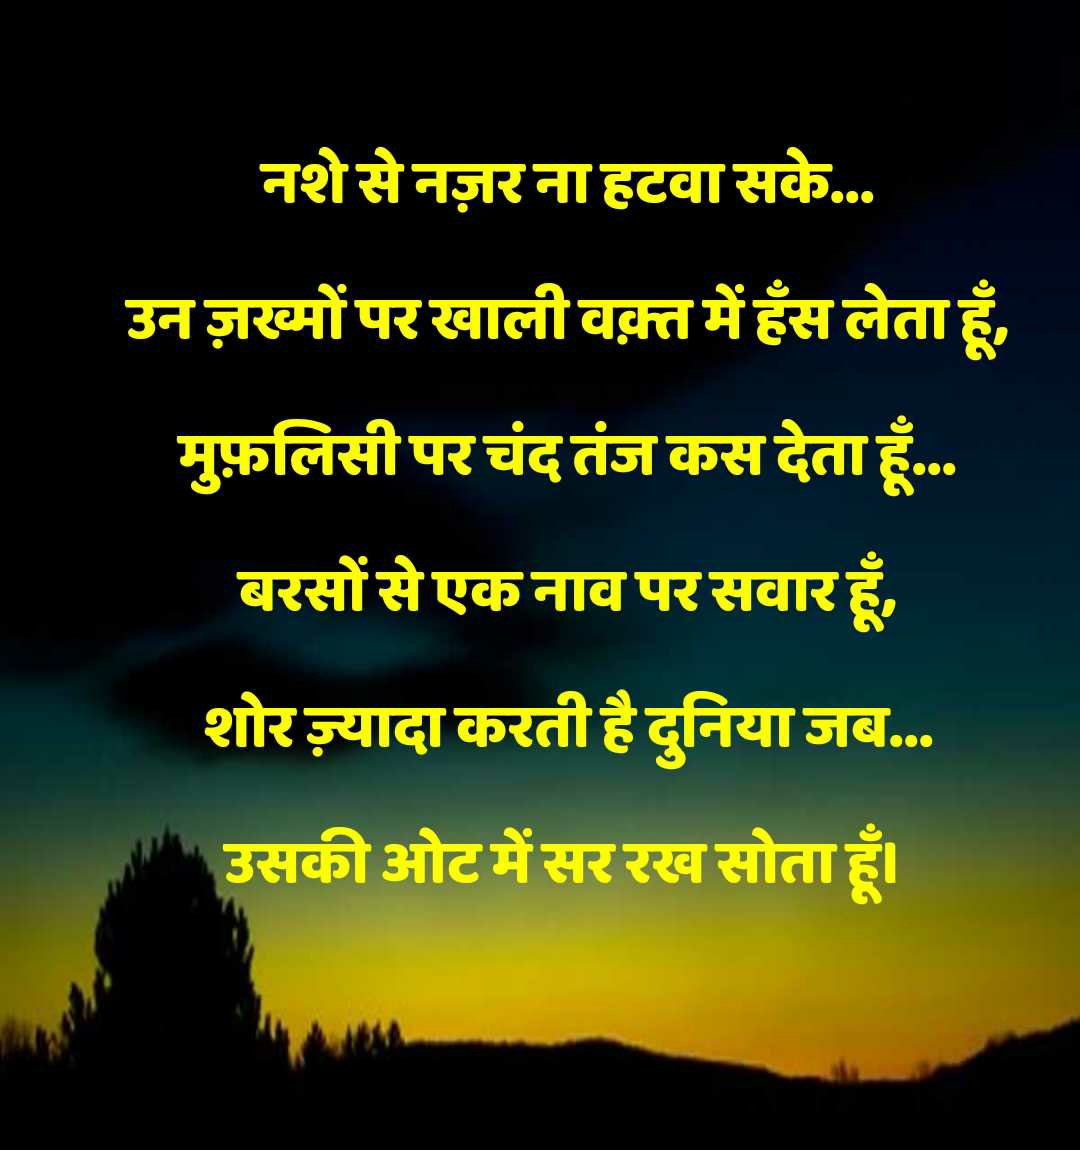 नशे से नज़र ना हटवा सके...
उन ज़ख्मों पर खाली वक़्त में हँस लेता हूँ,
मुफ़लिसी पर चंद तंज कस देता हूँ...
बरसों से एक नाव पर सवार हूँ,
शोर ज़्यादा करती है दुनिया जब...
उसकी ओट में सर रख सोता हूँ।